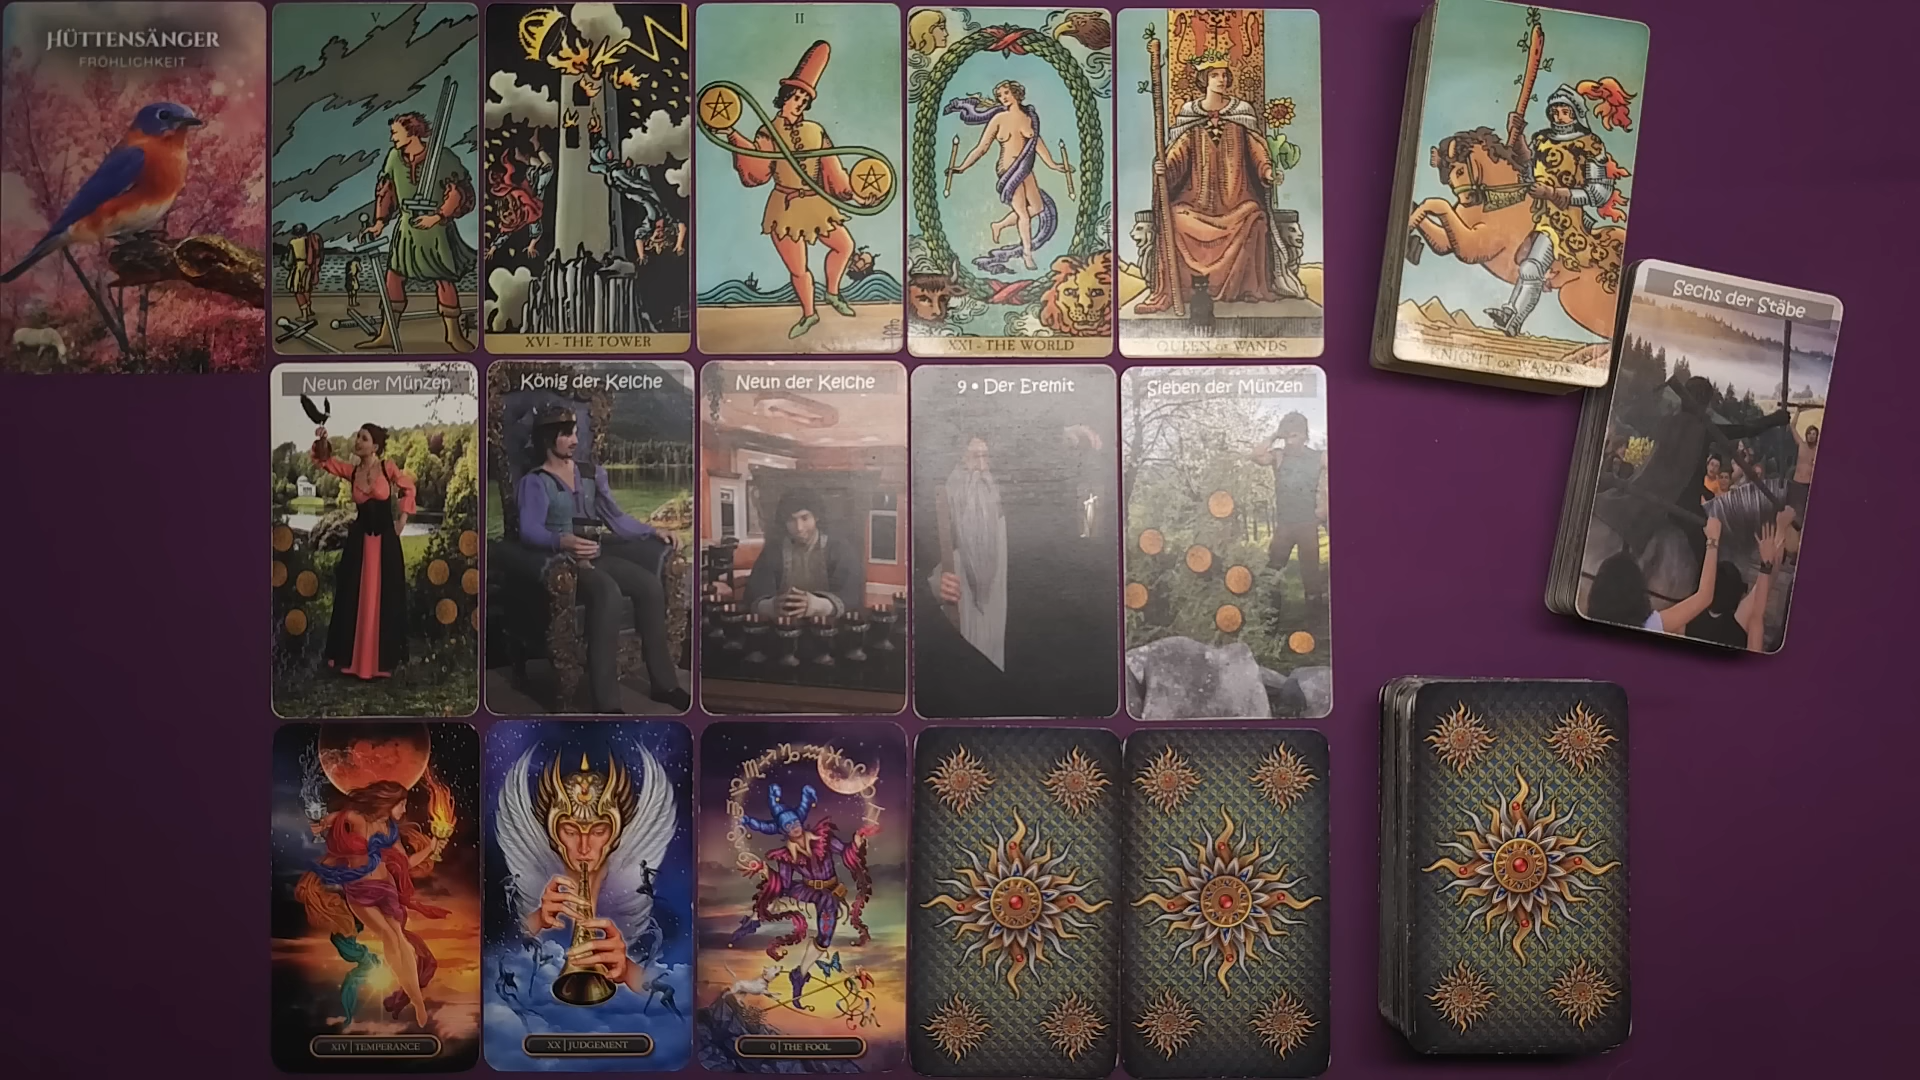 HÜTTENSÄNGER
FRÖHLICHKEIT
V
XVI - THE TOWER
II
XXI - THE WORLD
QUEEN OF WANDS
KNIGHT OF WANDS
Sechs der Stäbe
Neun der Münzen
König der Kelche
Neun der Kelche
9 • Der Eremit
Sieben der Münzen
XIV | TEMPERANCE
XX | JUDGEMENT
0 | THE FOOL